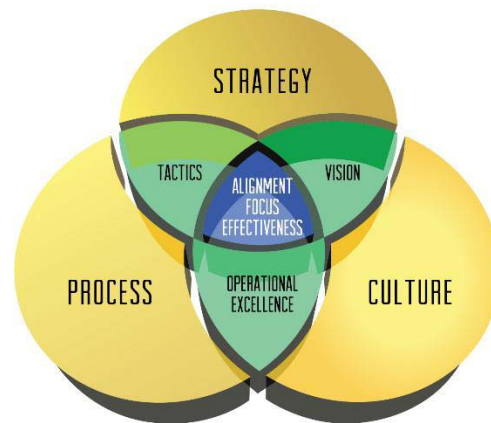 STRATEGY
TACTICS
VISION
ALIGNMENT
FOCUS
EFFECTIVENESS
PROCESS
OPERATIONAL
EXCELLENCE
CULTURE